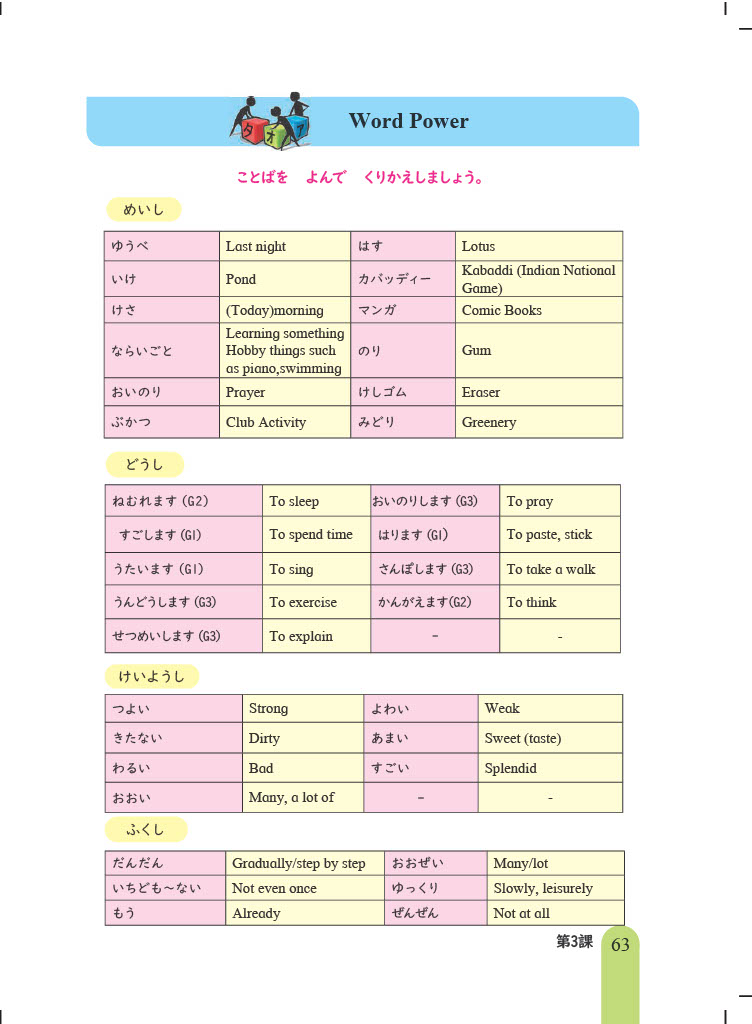 タ オ ア
Word Power
ことばを よんで くりかえしましょう。
めいし
ゆうべ Last night はす Lotus
いけ Pond カバッディー Kabaddi (Indian National
Game)
けさ (Today)morning マンガ Comic Books
ならいごと Learning something
Hobby things such
as piano,swimming のり Gum
おいのり Prayer けしゴム Eraser
ぶかつ Club Activity みどり Greenery
どうし
ねむれます (G2) To sleep おいのりします (G3) To pray
すごします (G1) To spend time はります (G1) To paste, stick
うたいます (G1) To sing さんぽします (G3) To take a walk
うんどうします (G3) To exercise かんがえます(G2) To think
せつめいします (G3) To explain – -
けいようし
つよい Strong よわい Weak
きたない Dirty あまい Sweet (taste)
わるい Bad すごい Splendid
おおい Many, a lot of – -
ふくし
だんだん Gradually/step by step おおぜい Many/lot
いちども～ない Not even once ゆっくり Slowly, leisurely
もう Already ぜんぜん Not at all
第3課 63